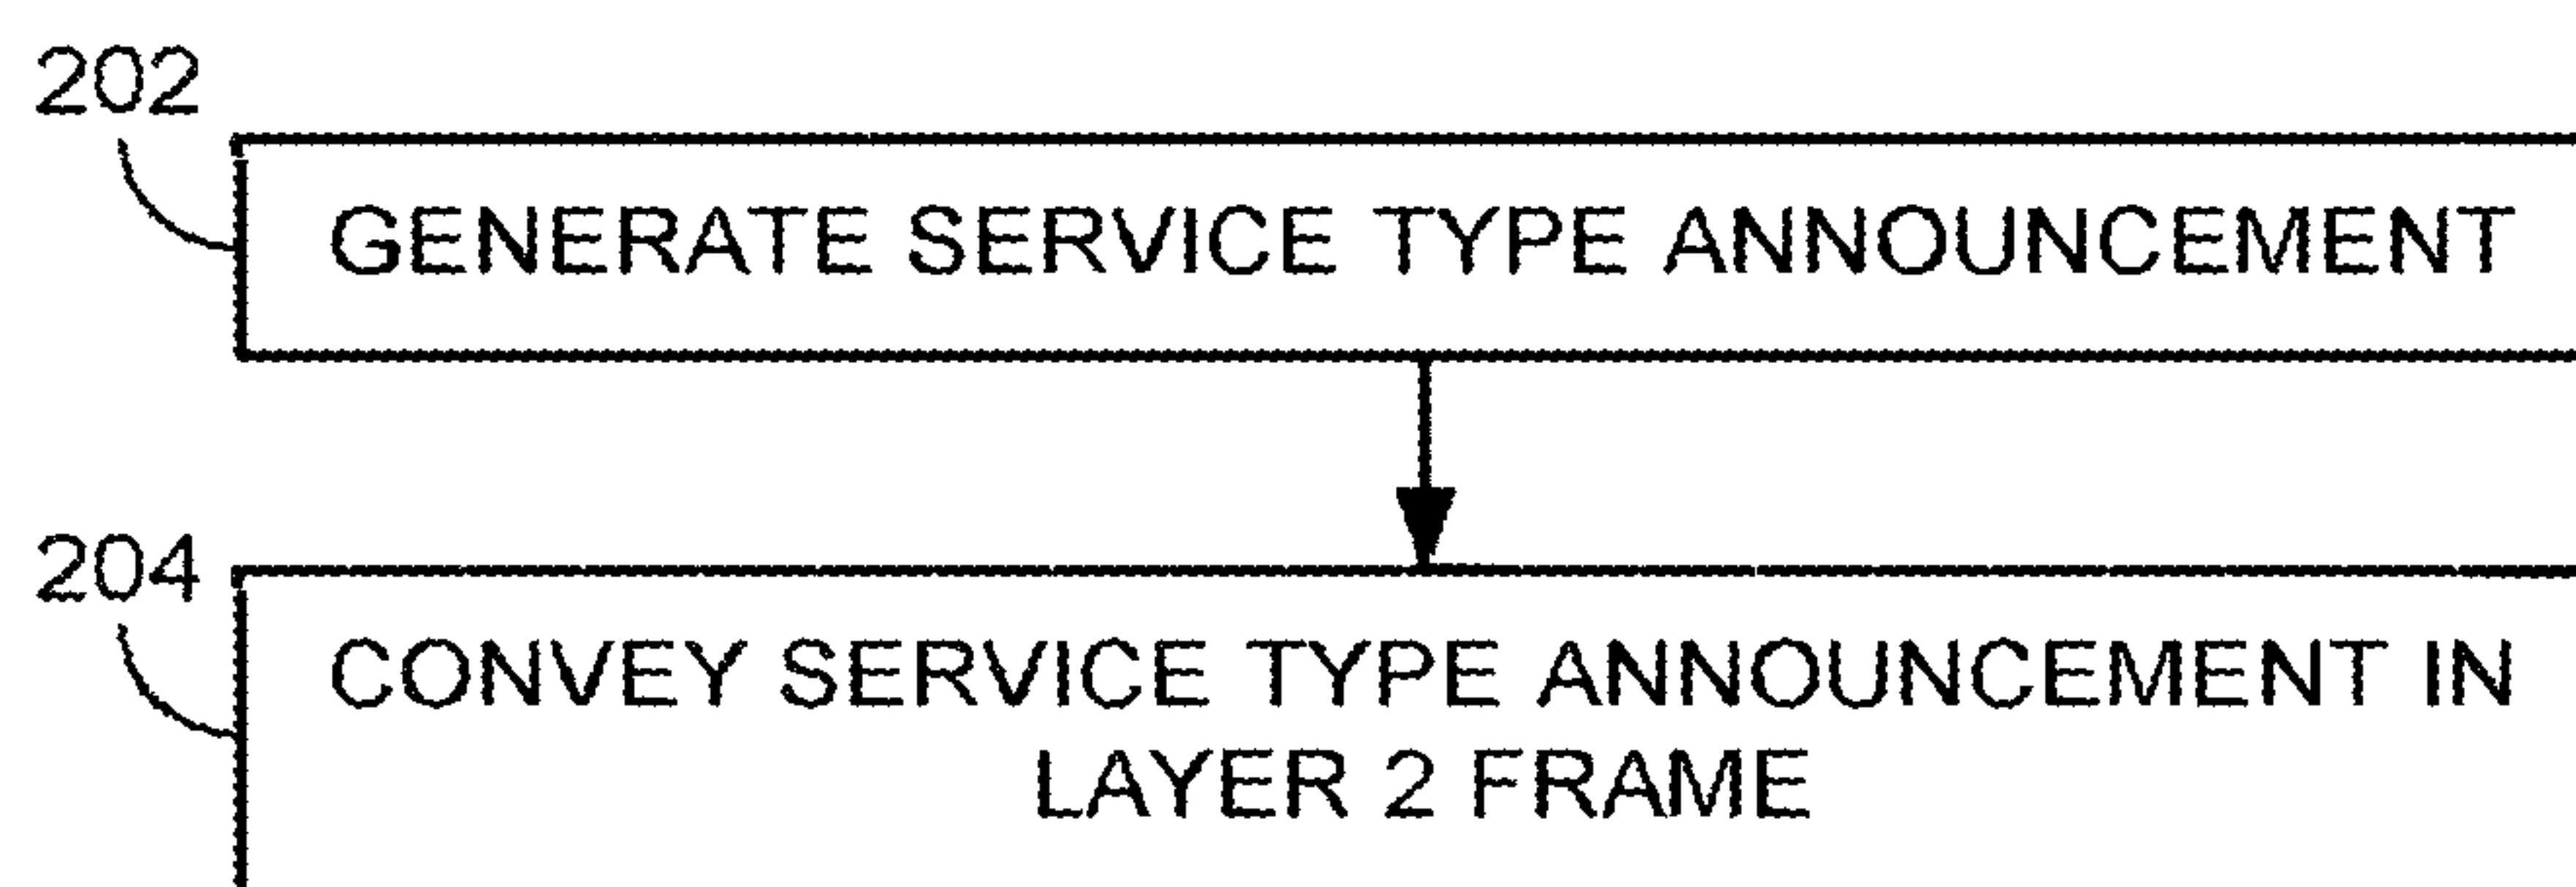 202
GENERATE SERVICE TYPE ANNOUNCEMENT
204
CONVEY SERVICE TYPE ANNOUNCEMENT IN
LAYER 2 FRAME